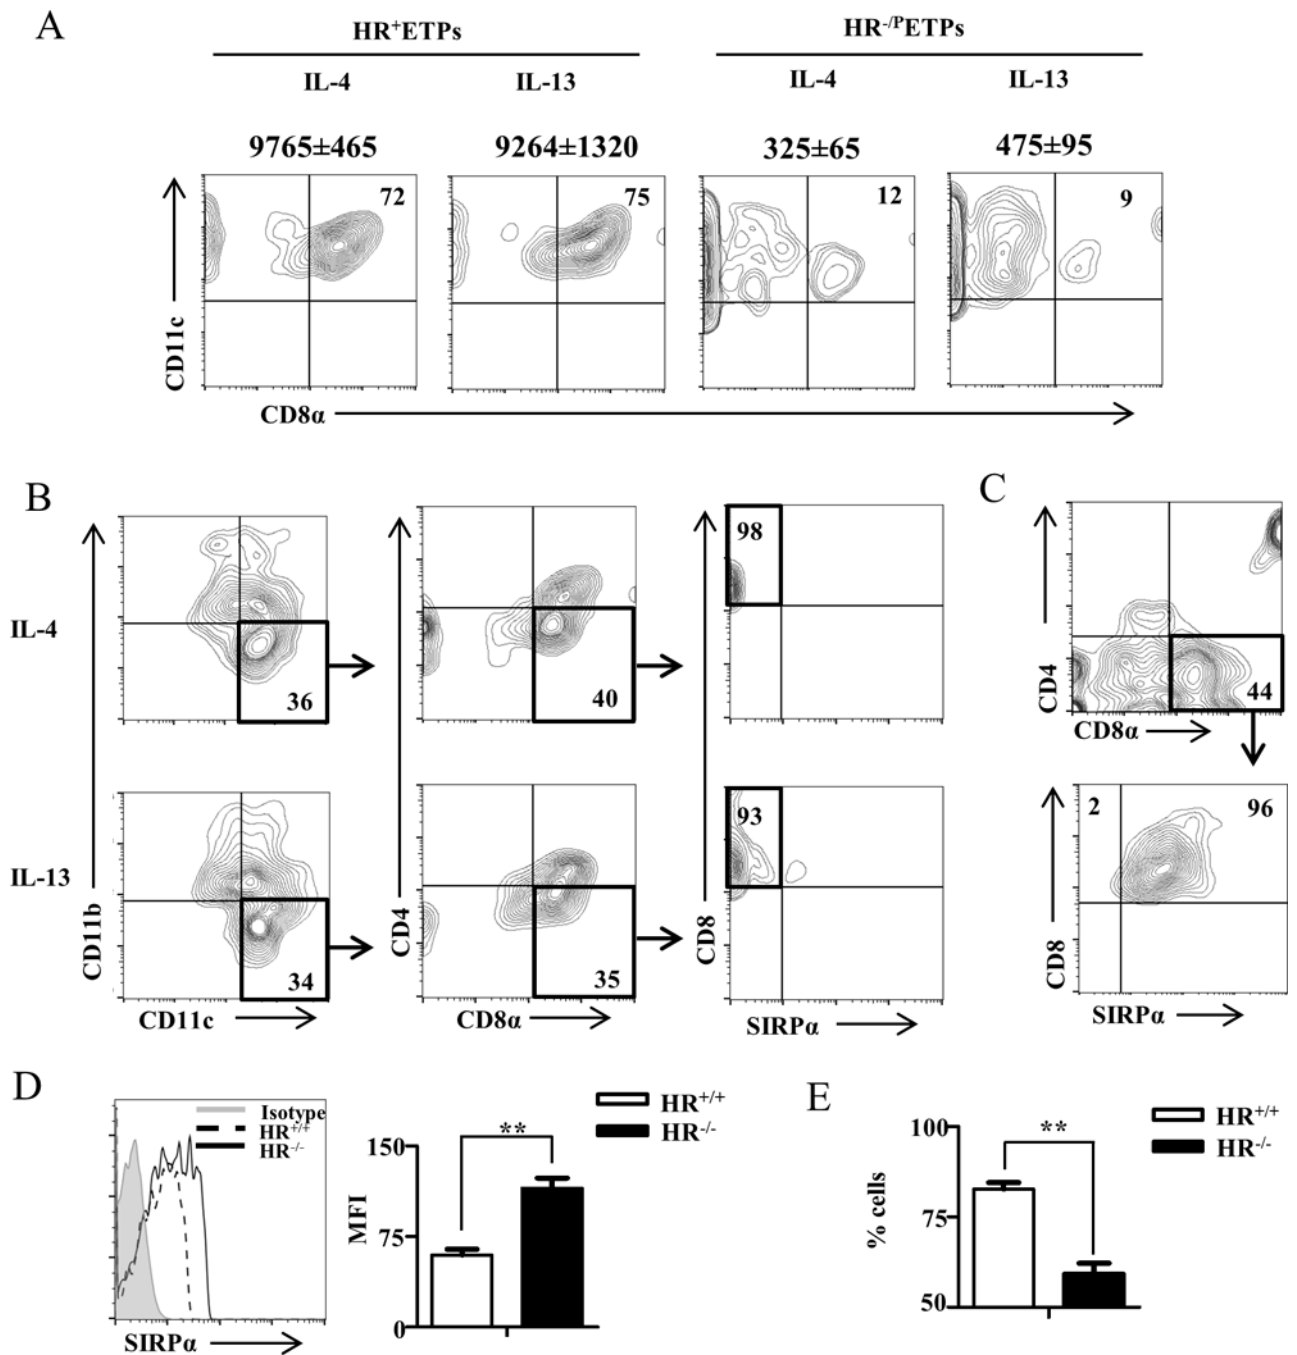 A
HR⁺ETPs
HR⁻/ᴾETPs
IL-4
IL-13
IL-4
IL-13
9765±465
9264±1320
325±65
475±95
72
75
12
9
CD11c
CD8α
B
C
IL-4
36
40
98
CD4
44
CD8α
IL-13
34
35
93
2
96
CD11b
CD4
CD8
CD8
CD11c
CD8α
SIRPα
SIRPα
D
Isotype
HR⁺/⁺
HR⁻/⁻
SIRPα
HR⁺/⁺
HR⁻/⁻
**
150
75
0
MFI
E
HR⁺/⁺
HR⁻/⁻
**
100
75
50
% cells